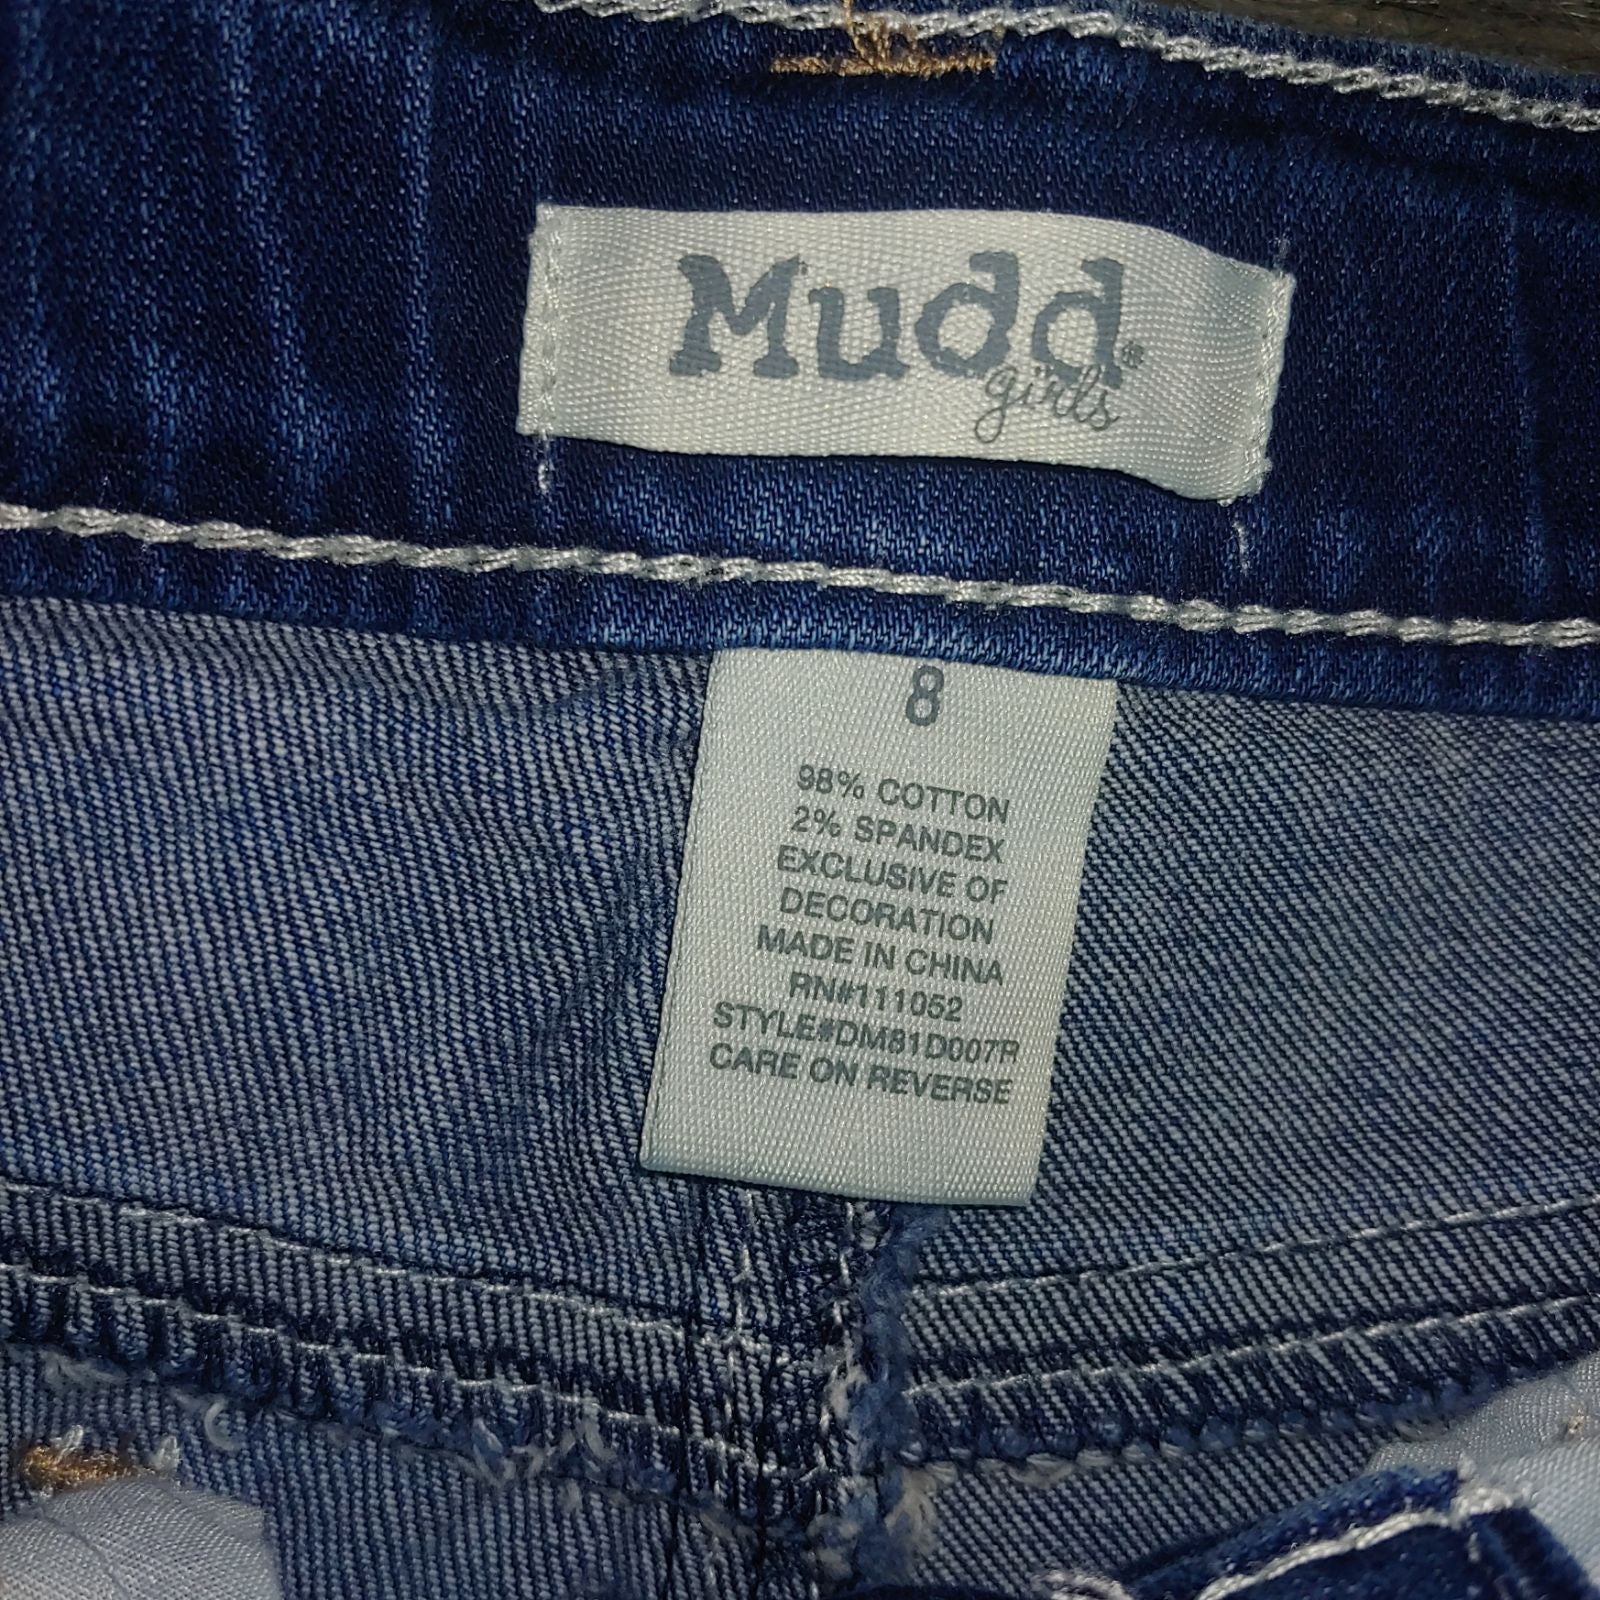 Mudd®
girls
8
98% COTTON
2% SPANDEX
EXCLUSIVE OF
DECORATION
MADE IN CHINA
RN#111052
STYLE#DM81D007R
CARE ON REVERSE